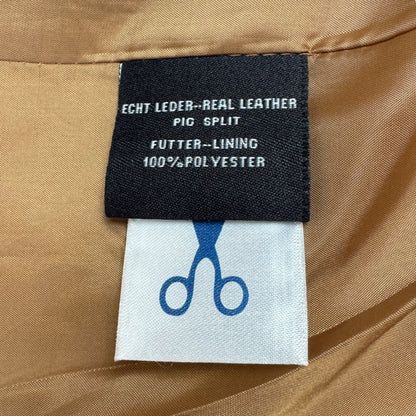 ECHT LEDER--REAL LEATHER
PIG SPLIT
FUTTER--LINING
100%POLYESTER